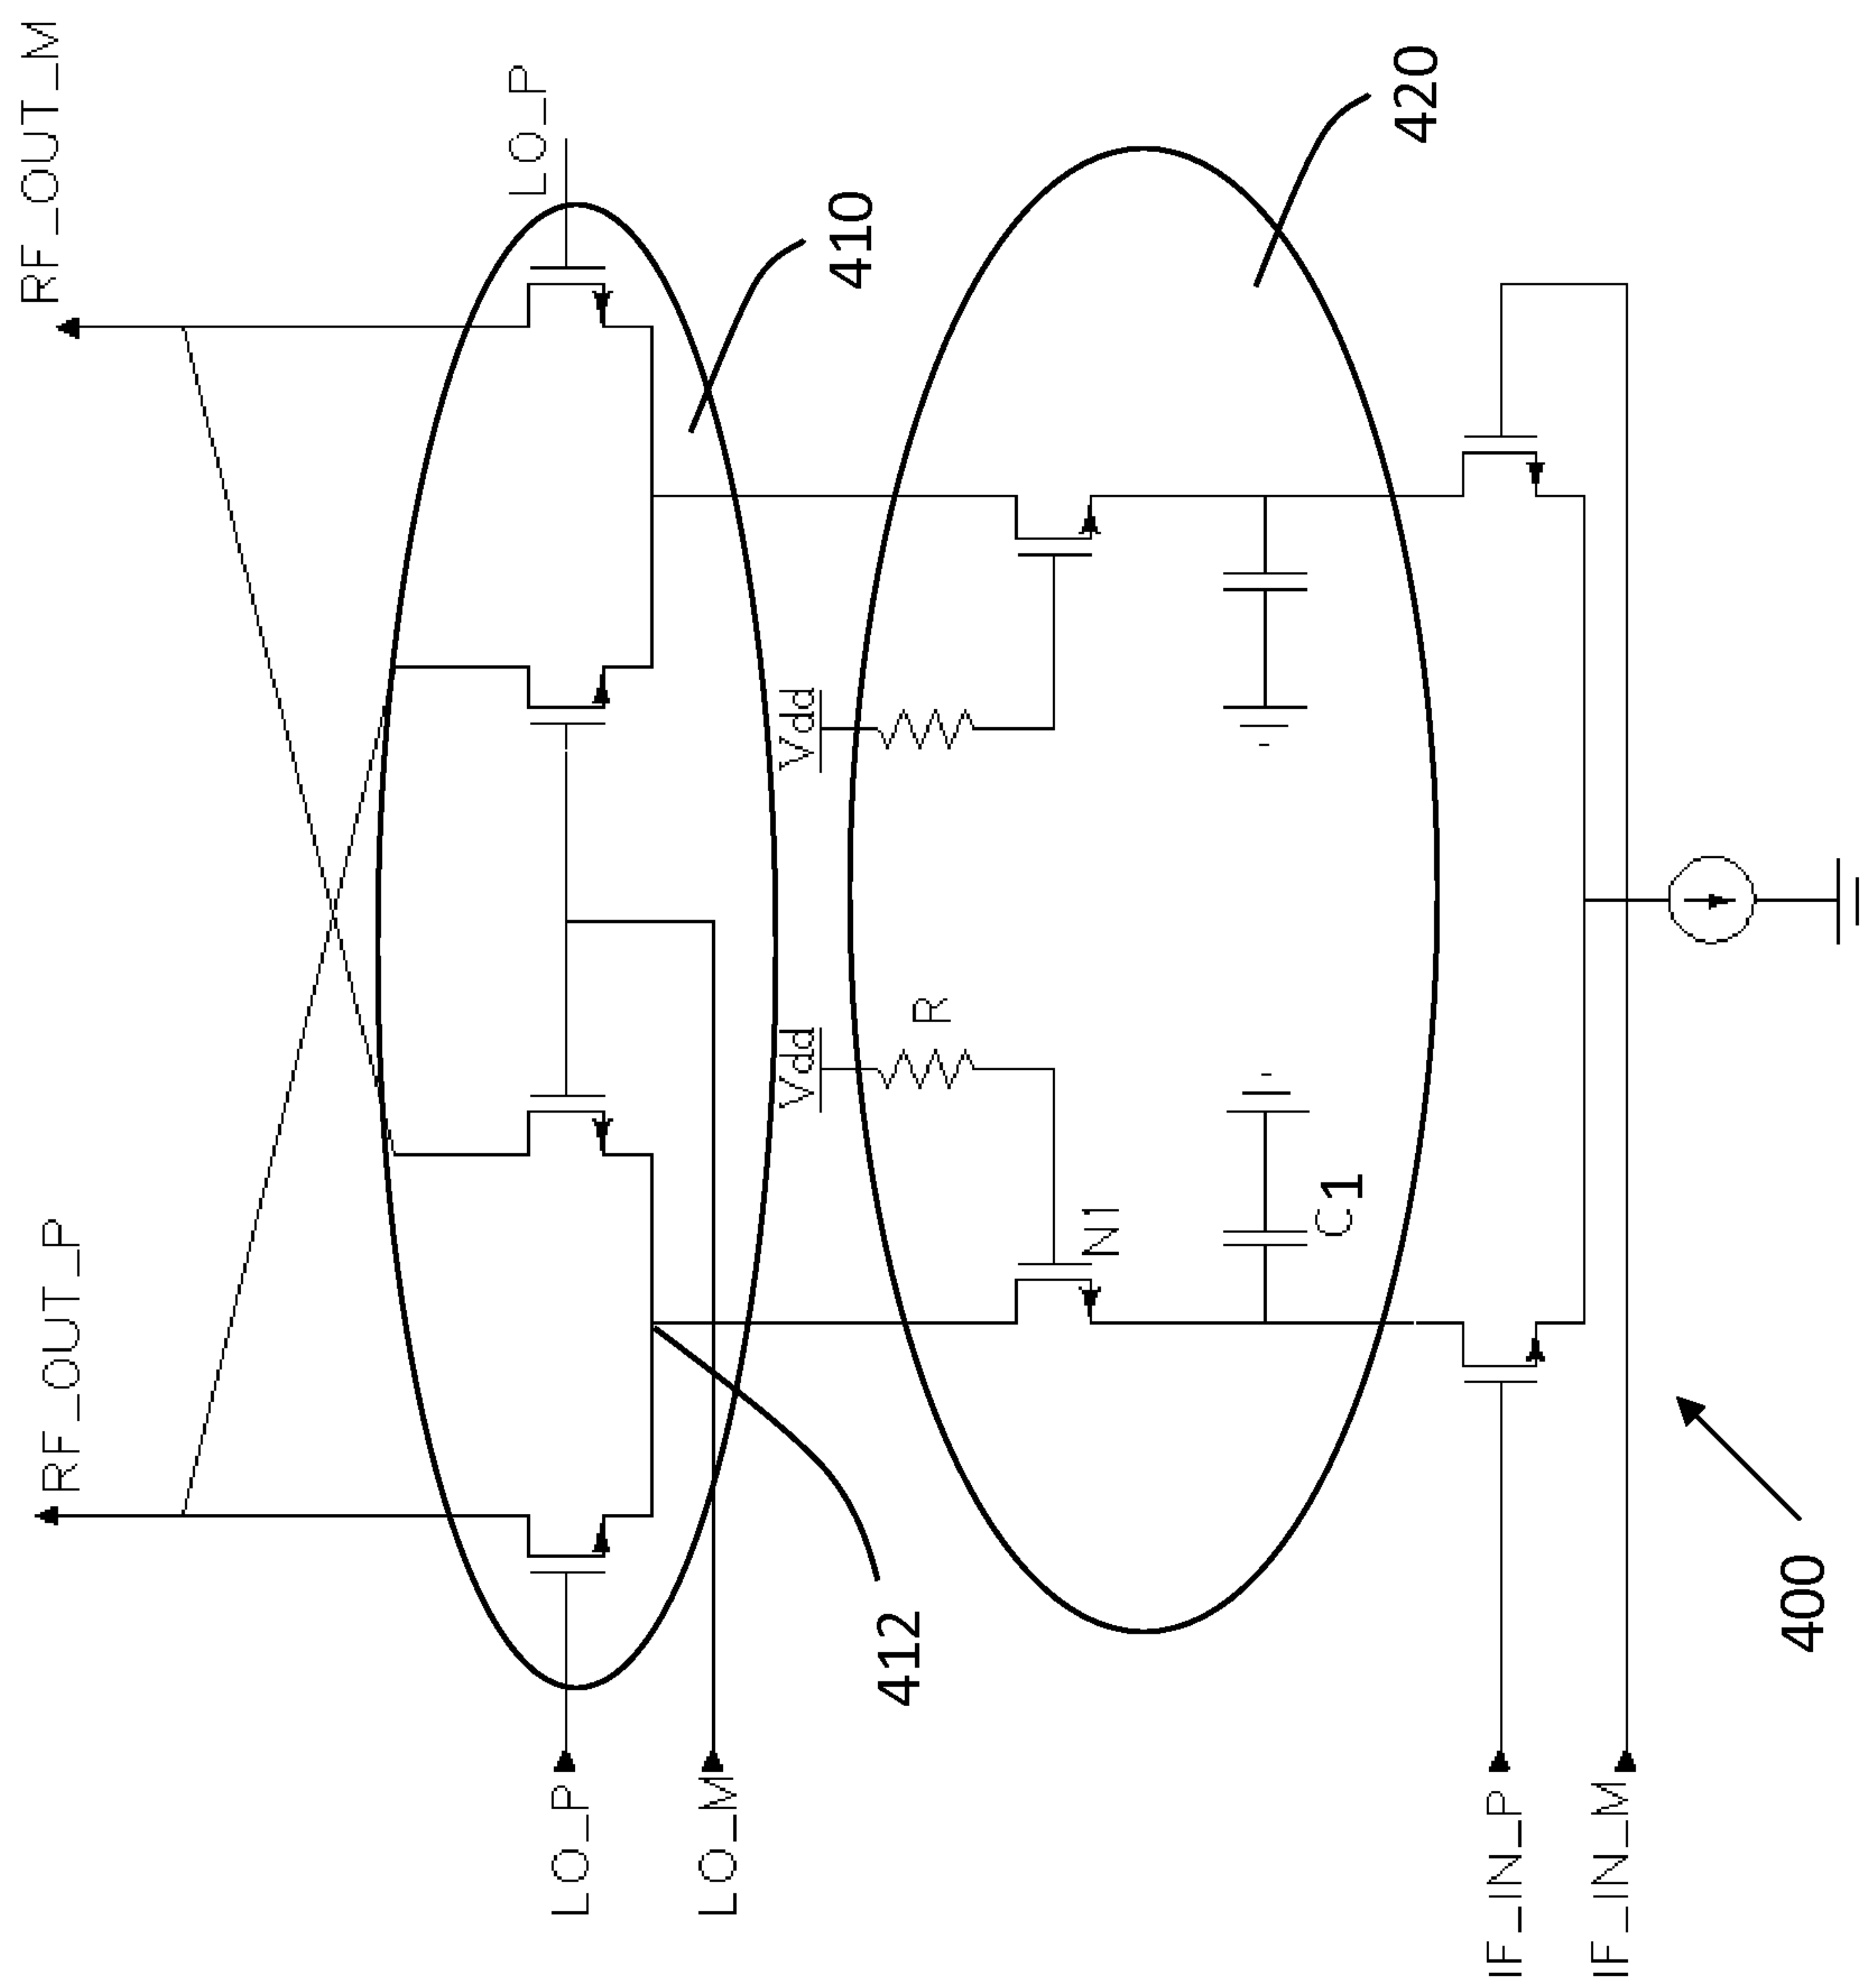 RF_OUT_M
LO_P
RF_OUT_P
410
420
Vdd
Vdd
R
N1
C1
412
LO_P
LO_M
IF_IN_P
IF_IN_M
400